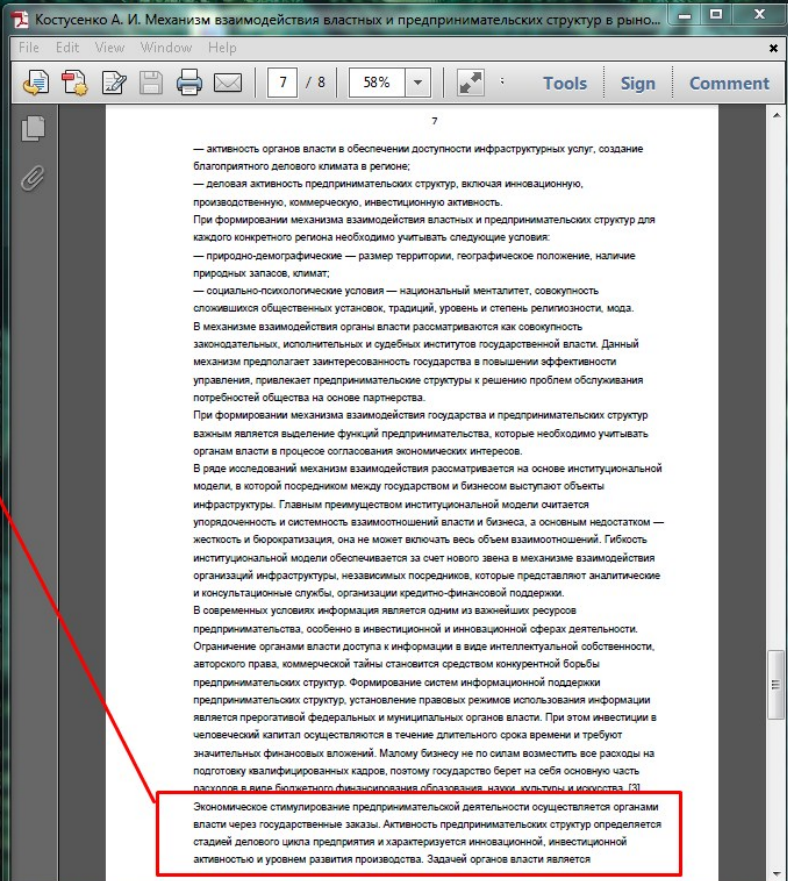 Костусенко А. И. Механизм взаимодействия властных и предпринимательских структур в рыно...
File Edit View Window Help
7 / 8 58% Tools Sign Comment
7
— активность органов власти в обеспечении доступности инфраструктурных услуг, создание
благоприятного делового климата в регионе;
— деловая активность предпринимательских структур, включая инновационную,
производственную, коммерческую, инвестиционную активность.
При формировании механизма взаимодействия властных и предпринимательских структур для
каждого конкретного региона необходимо учитывать следующие условия:
— природно-демографические — размер территории, географическое положение, наличие
природных запасов, климат;
— социально-психологические условия — национальный менталитет, совокупность
сложившихся общественных установок, традиций, уровень и степень религиозности, мода.
В механизме взаимодействия органы власти рассматриваются как совокупность
законодательных, исполнительных и судебных институтов государственной власти. Данный
механизм предполагает заинтересованность государства в повышении эффективности
управления, привлекает предпринимательские структуры к решению проблем обслуживания
потребностей общества на основе партнерства.
При формировании механизма взаимодействия государства и предпринимательских структур
важным является выделение функций предпринимательства, которые необходимо учитывать
органам власти в процессе согласования экономических интересов.
В ряде исследований механизм взаимодействия рассматривается на основе институциональной
модели, в которой посредником между государством и бизнесом выступают объекты
инфраструктуры. Главным преимуществом институциональной модели считается
упорядоченность и системность взаимоотношений власти и бизнеса, а основным недостатком —
жесткость и бюрократизация, она не может включать весь объем взаимоотношений. Гибкость
институциональной модели обеспечивается за счет нового звена в механизме взаимодействия
организаций инфраструктуры, независимых посредников, которые представляют аналитические
и консультационные службы, организации кредитно-финансовой поддержки.
В современных условиях информация является одним из важнейших ресурсов
предпринимательства, особенно в инвестиционной и инновационной сферах деятельности.
Ограничение органами власти доступа к информации в виде интеллектуальной собственности,
авторского права, коммерческой тайны становится средством конкурентной борьбы
предпринимательских структур. Формирование систем информационной поддержки
предпринимательских структур, установление правовых режимов использования информации
является прерогативой федеральных и муниципальных органов власти. При этом инвестиции в
человеческий капитал осуществляются в течение длительного срока времени и требуют
значительных финансовых вложений. Малому бизнесу не по силам возместить все расходы на
подготовку квалифицированных кадров, поэтому государство берет на себя основную часть
расходов в виде бюджетного финансирования образования, науки, культуры и искусства. [3]
Экономическое стимулирование предпринимательской деятельности осуществляется органами
власти через государственные заказы. Активность предпринимательских структур определяется
стадией делового цикла предприятия и характеризуется инновационной, инвестиционной
активностью и уровнем развития производства. Задачей органов власти является